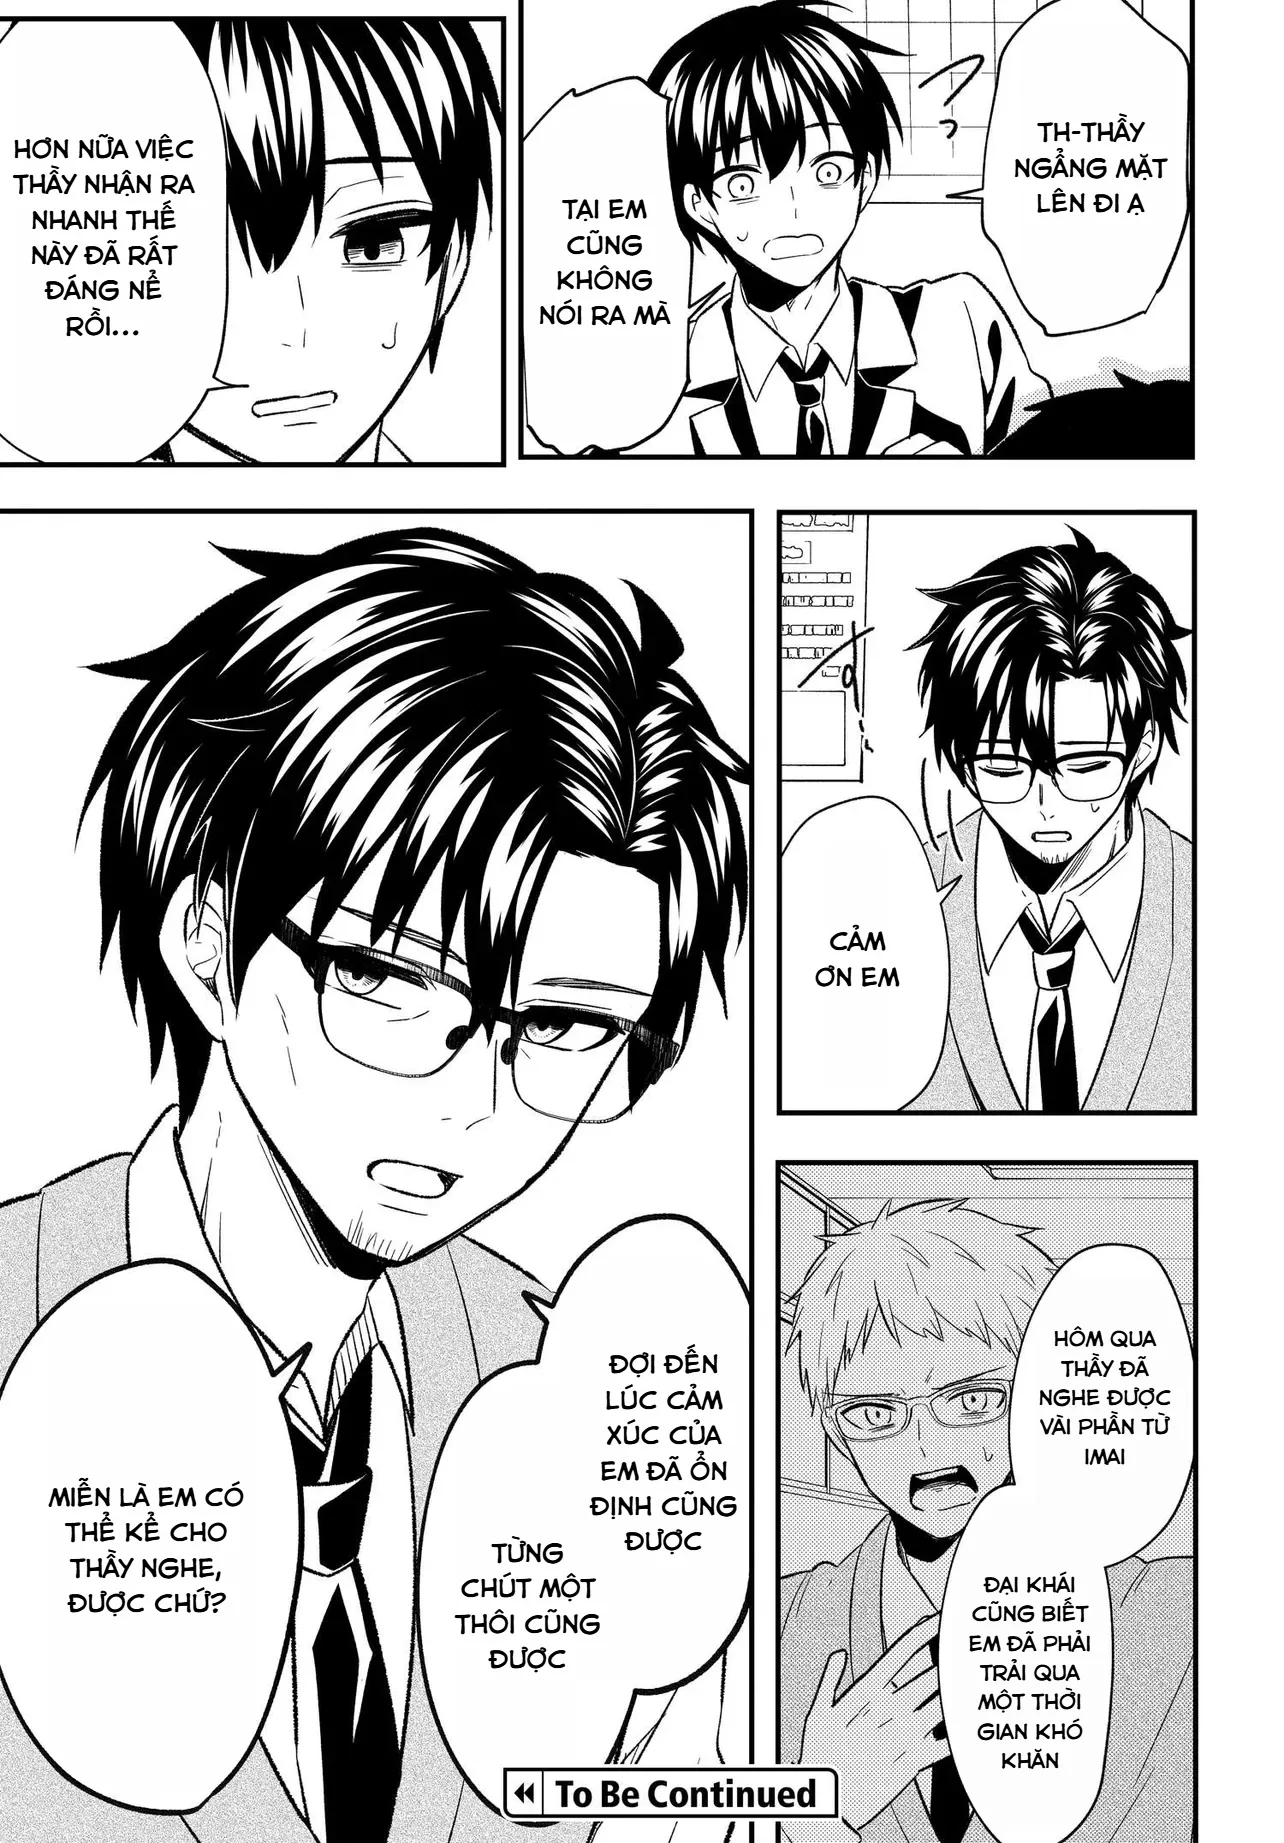 TH-THẦY
NGẨNG MẶT
LÊN ĐI Ạ
TẠI EM
CŨNG
KHÔNG
NÓI RA MÀ
HƠN NỮA VIỆC
THẦY NHẬN RA
NHANH THẾ
NÀY ĐÃ RẤT
ĐÁNG NỂ
RỒI...
CẢM
ƠN EM
HÔM QUA
THẦY ĐÃ
NGHE ĐƯỢC
VÀI PHẦN TỪ
IMAI
ĐẠI KHÁI
CŨNG BIẾT
EM ĐÃ PHẢI
TRẢI QUA
MỘT THỜI
GIAN KHÓ
KHĂN
ĐỢI ĐẾN
LÚC CẢM
XÚC CỦA
EM ĐÃ ỔN
ĐỊNH CŨNG
ĐƯỢC
TỪNG
CHÚT MỘT
THÔI CŨNG
ĐƯỢC
MIỄN LÀ EM CÓ
THỂ KỂ CHO
THẦY NGHE,
ĐƯỢC CHỨ?
To Be Continued